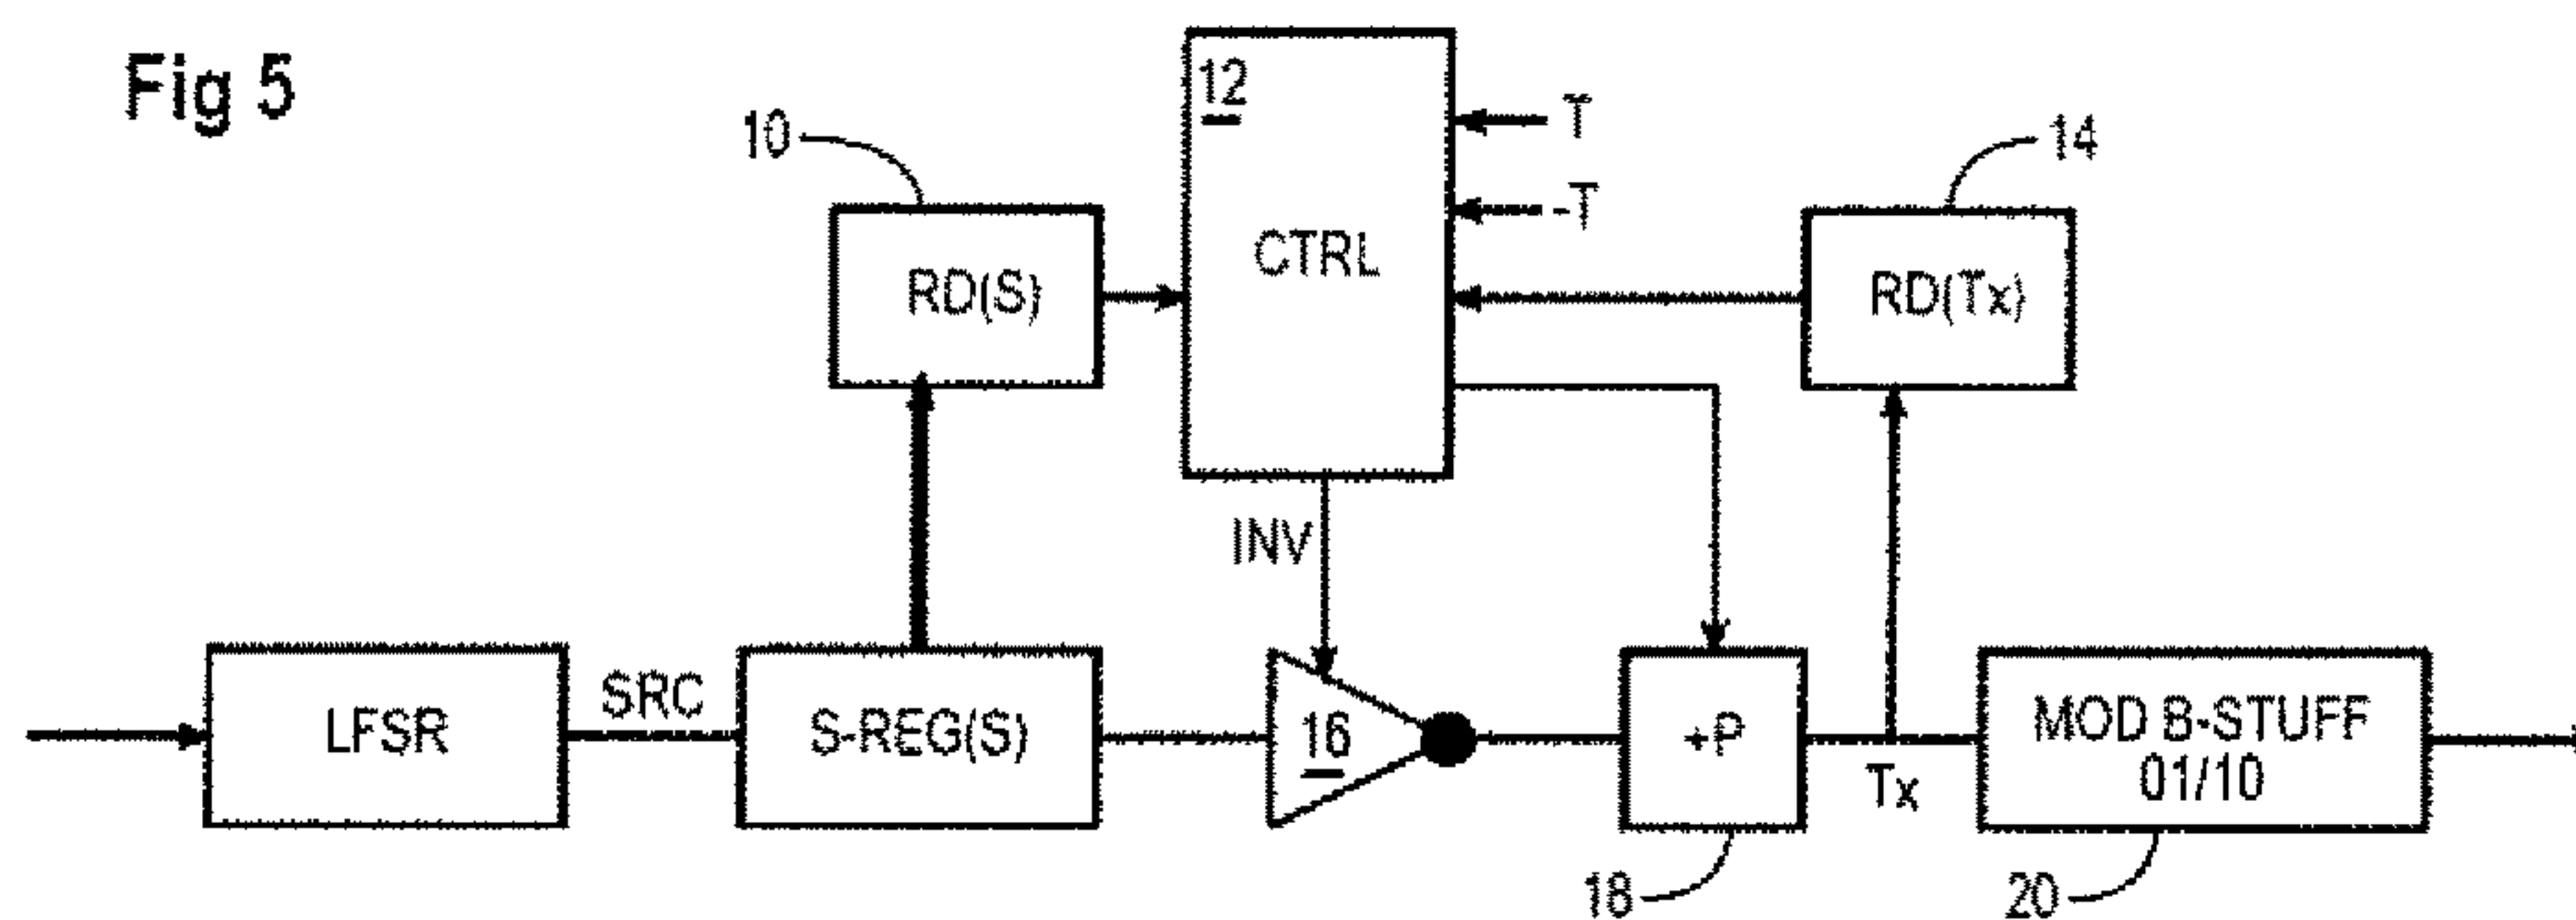 Fig 5
10
12
CTRL
T
-T
14
RD(S)
RD(Tx)
INV
LFSR
SRC
S-REG(S)
16
+P
Tx
MOD B-STUFF
01/10
18
20